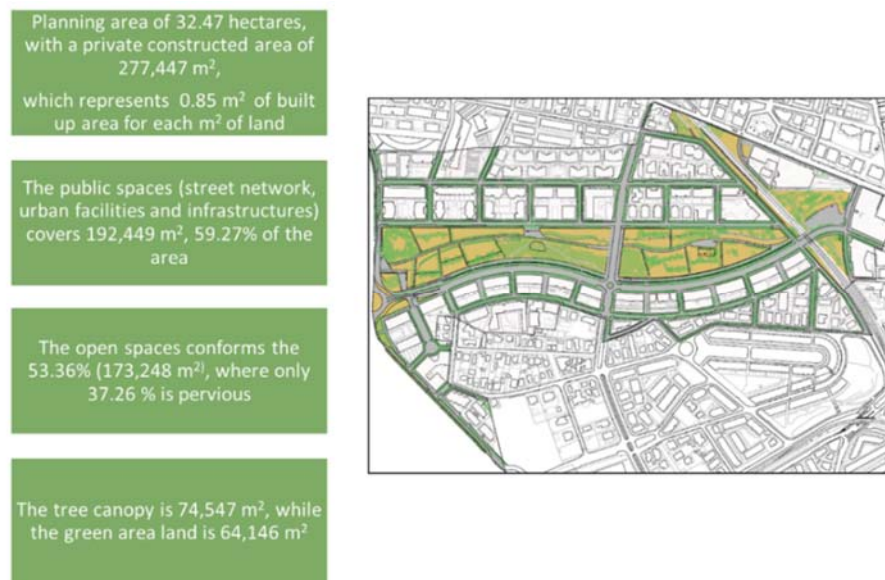 Planning area of 32.47 hectares,
with a private constructed area of
277,447 m²,
which represents 0.85 m² of built
up area for each m² of land
The public spaces (street network,
urban facilities and infrastructures)
covers 192,449 m², 59.27% of the
area
The open spaces conforms the
53.36% (173,248 m²⁾, where only
37.26 % is pervious
The tree canopy is 74,547 m², while
the green area land is 64,146 m²